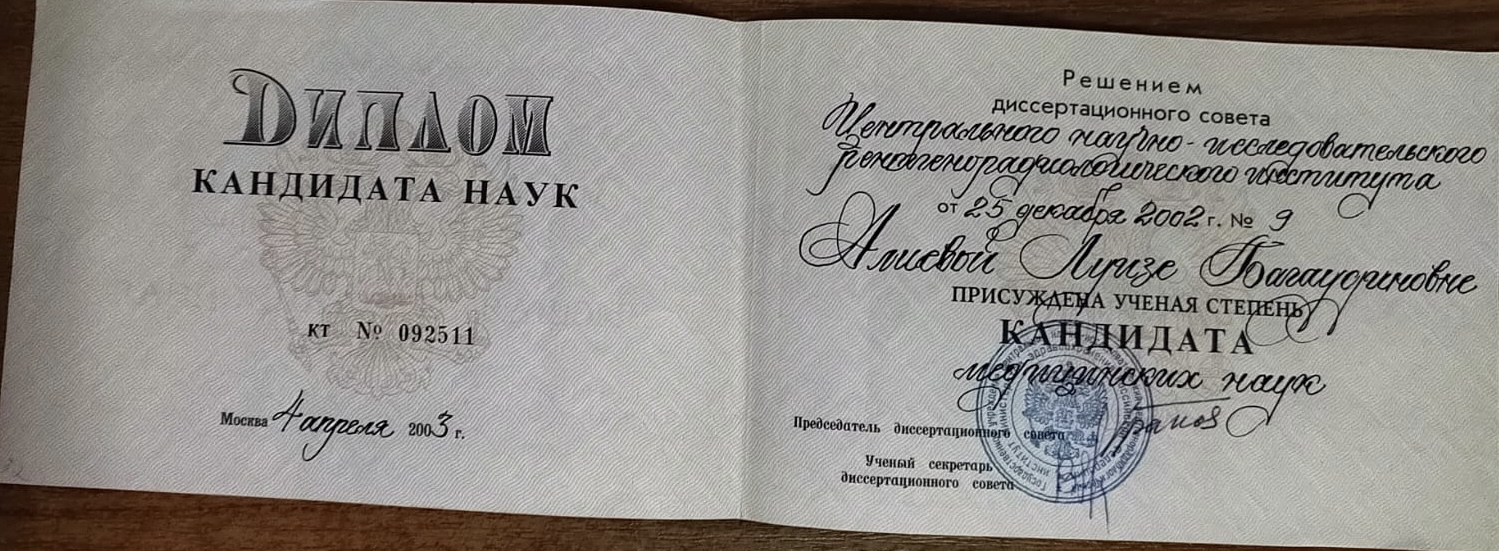 Диплом
КАНДИДАТА НАУК
КТ № 092511
Москва 4 апреля 2003 г.
Решением
диссертационного совета
Центрального научно-исследовательского
рентгенорадиологического института
от 25 декабря 2002 г. № 9
Алиевой Луизе Багаудиновне
ПРИСУЖДЕНА УЧЕНАЯ СТЕПЕНЬ
КАНДИДАТА
медицинских наук
Председатель диссертационного совета
Ученый секретарь
диссертационного совета